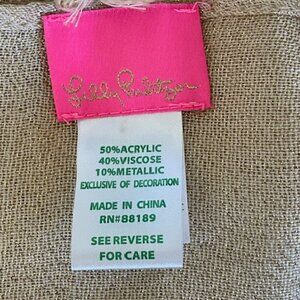 Lilly Pulitzer
50%ACRYLIC
40%VISCOSE
10%METALLIC
EXCLUSIVE OF DECORATION
MADE IN CHINA
RN#88189
SEE REVERSE
FOR CARE